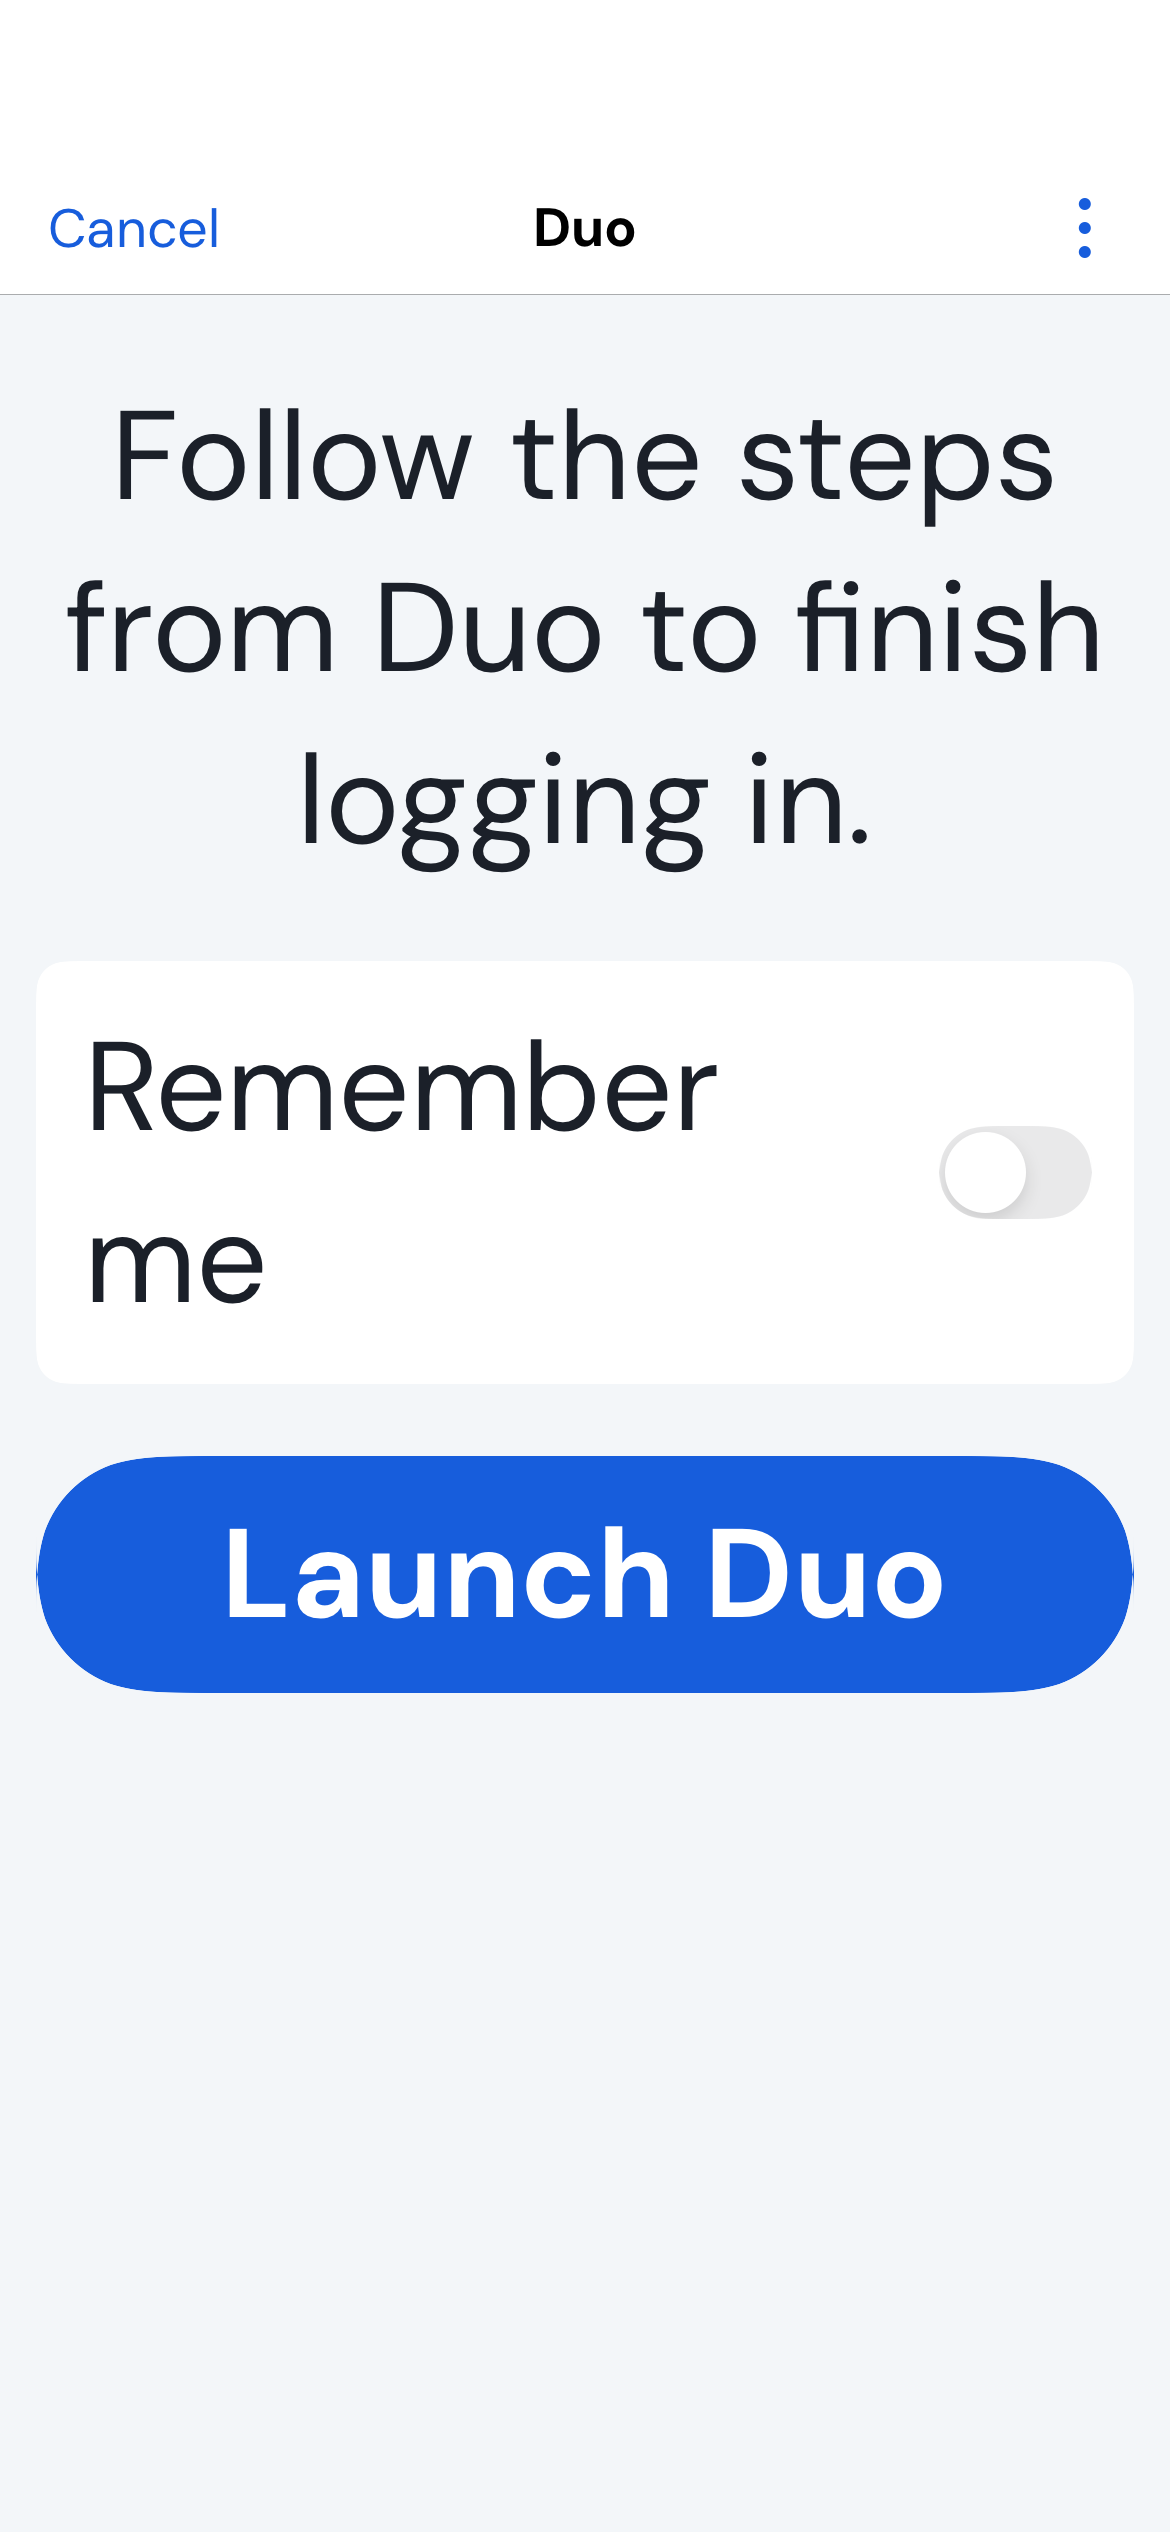 Cancel
Duo
Follow the steps
from Duo to finish
logging in.
Remember
me
Launch Duo